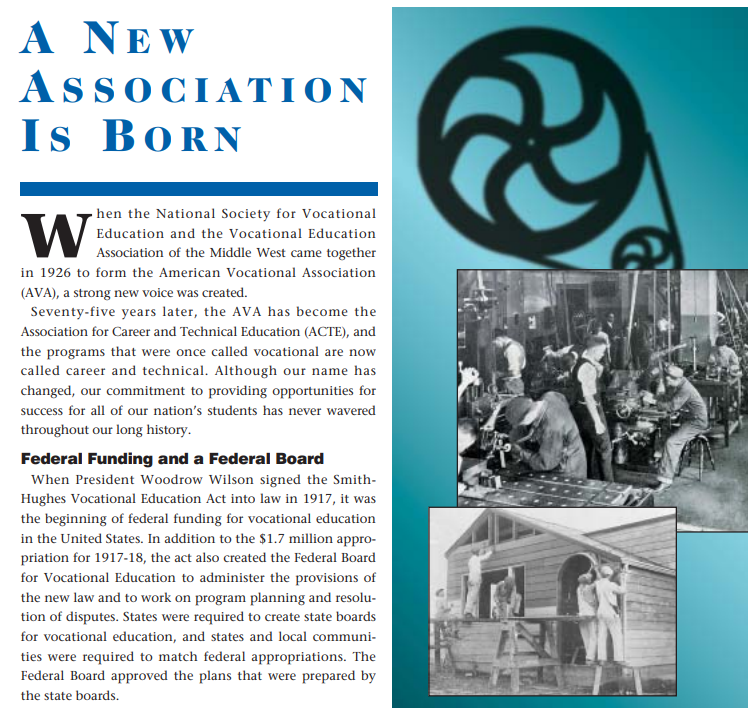 A New
Association
Is Born
When the National Society for Vocational
Education and the Vocational Education
Association of the Middle West came together
in 1926 to form the American Vocational Association
(AVA), a strong new voice was created.
Seventy-five years later, the AVA has become the
Association for Career and Technical Education (ACTE), and
the programs that were once called vocational are now
called career and technical. Although our name has
changed, our commitment to providing opportunities for
success for all of our nation's students has never wavered
throughout our long history.
Federal Funding and a Federal Board
When President Woodrow Wilson signed the Smith-
Hughes Vocational Education Act into law in 1917, it was
the beginning of federal funding for vocational education
in the United States. In addition to the $1.7 million appro-
priation for 1917-18, the act also created the Federal Board
for Vocational Education to administer the provisions of
the new law and to work on program planning and resolu-
tion of disputes. States were required to create state boards
for vocational education, and states and local communi-
ties were required to match federal appropriations. The
Federal Board approved the plans that were prepared by
the state boards.